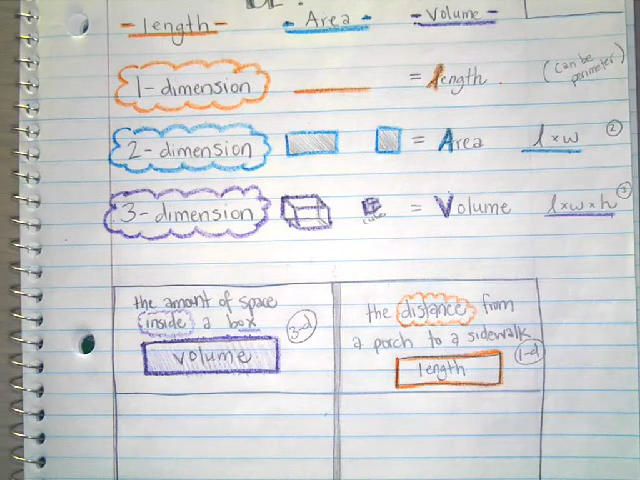 - length - - Area - - Volume -
1-dimension = length (can be perimeter)
2-dimension = Area l x w 2
3-dimension = Volume l x w x h 3
the amount of space
inside a box 3-d
volume
the distance from
a porch to a sidewalk
length 1-d